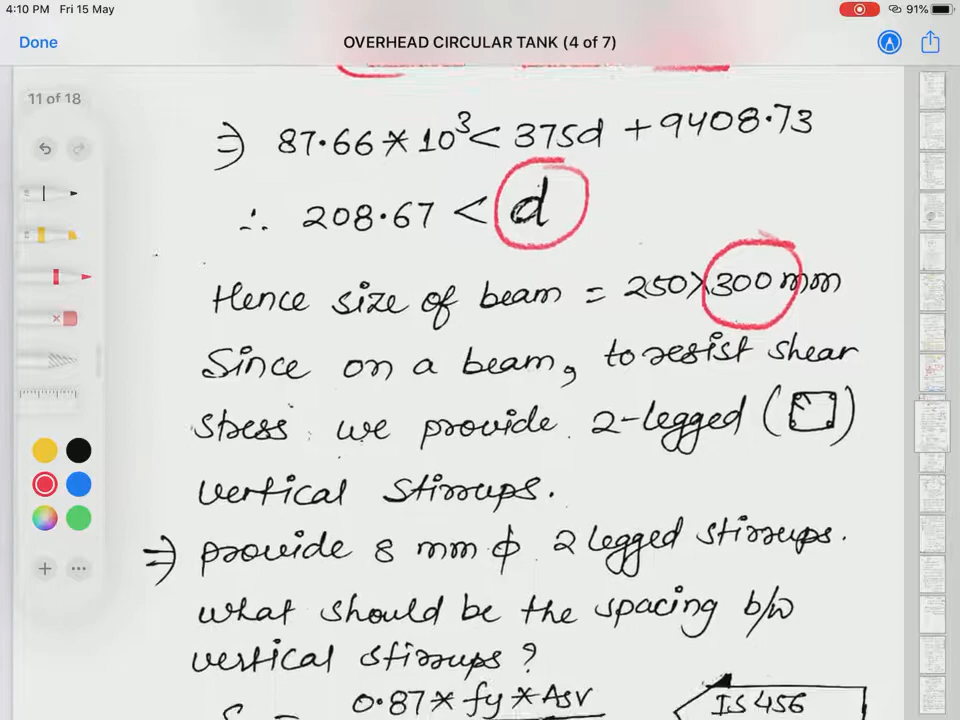 4:10 PM Fri 15 May
91%
Done
OVERHEAD CIRCULAR TANK (4 of 7)
11 of 18
⇒ 87.66 * 10³ < 375d + 9408.73
∴ 208.67 < d
Hence size of beam = 250 × 300 mm
Since on a beam, to resist shear
stress we provide 2-legged ( )
vertical stirrups.
⇒ provide 8 mm ϕ 2 legged stirrups.
what should be the spacing b/w
vertical stirrups ?
0.87 * fy * Asv
IS 456